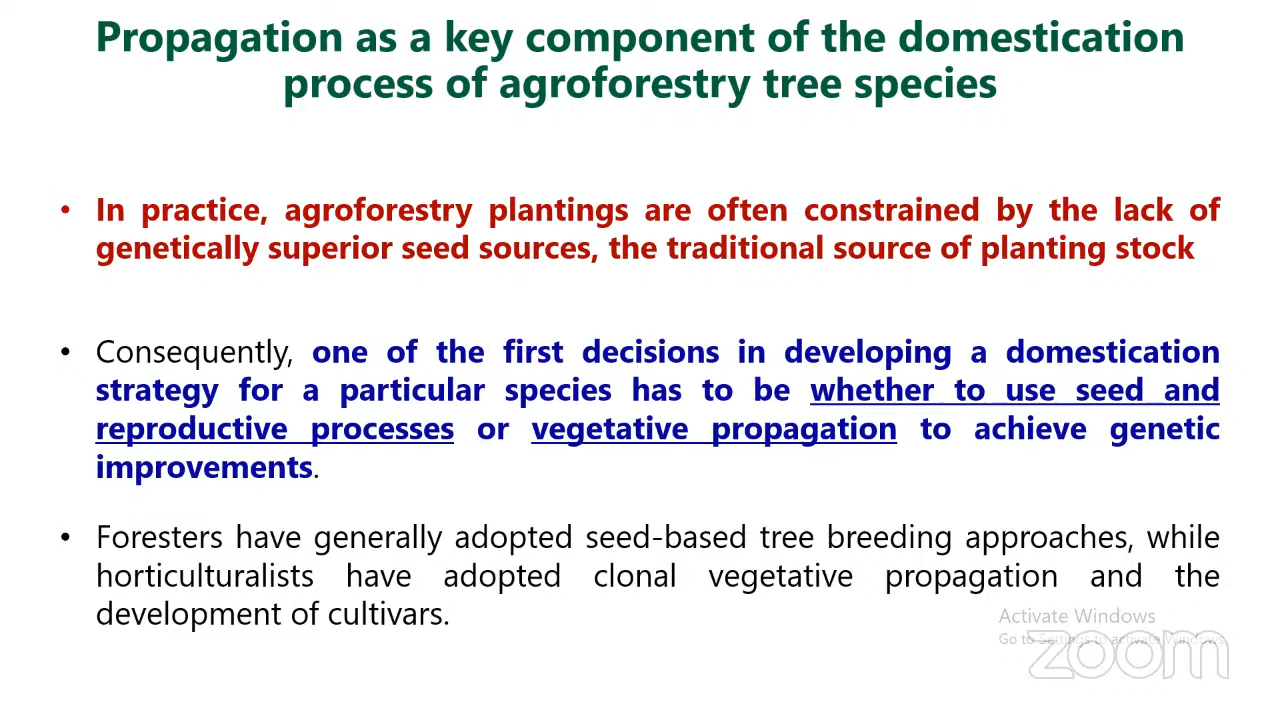 Propagation as a key component of the domestication
process of agroforestry tree species
• In practice, agroforestry plantings are often constrained by the lack of
genetically superior seed sources, the traditional source of planting stock
• Consequently, one of the first decisions in developing a domestication
strategy for a particular species has to be whether to use seed and
reproductive processes or vegetative propagation to achieve genetic
improvements.
• Foresters have generally adopted seed-based tree breeding approaches, while
horticulturalists have adopted clonal vegetative propagation and the
development of cultivars.
Activate Windows
Go to Settings to activate Windows.
zoom